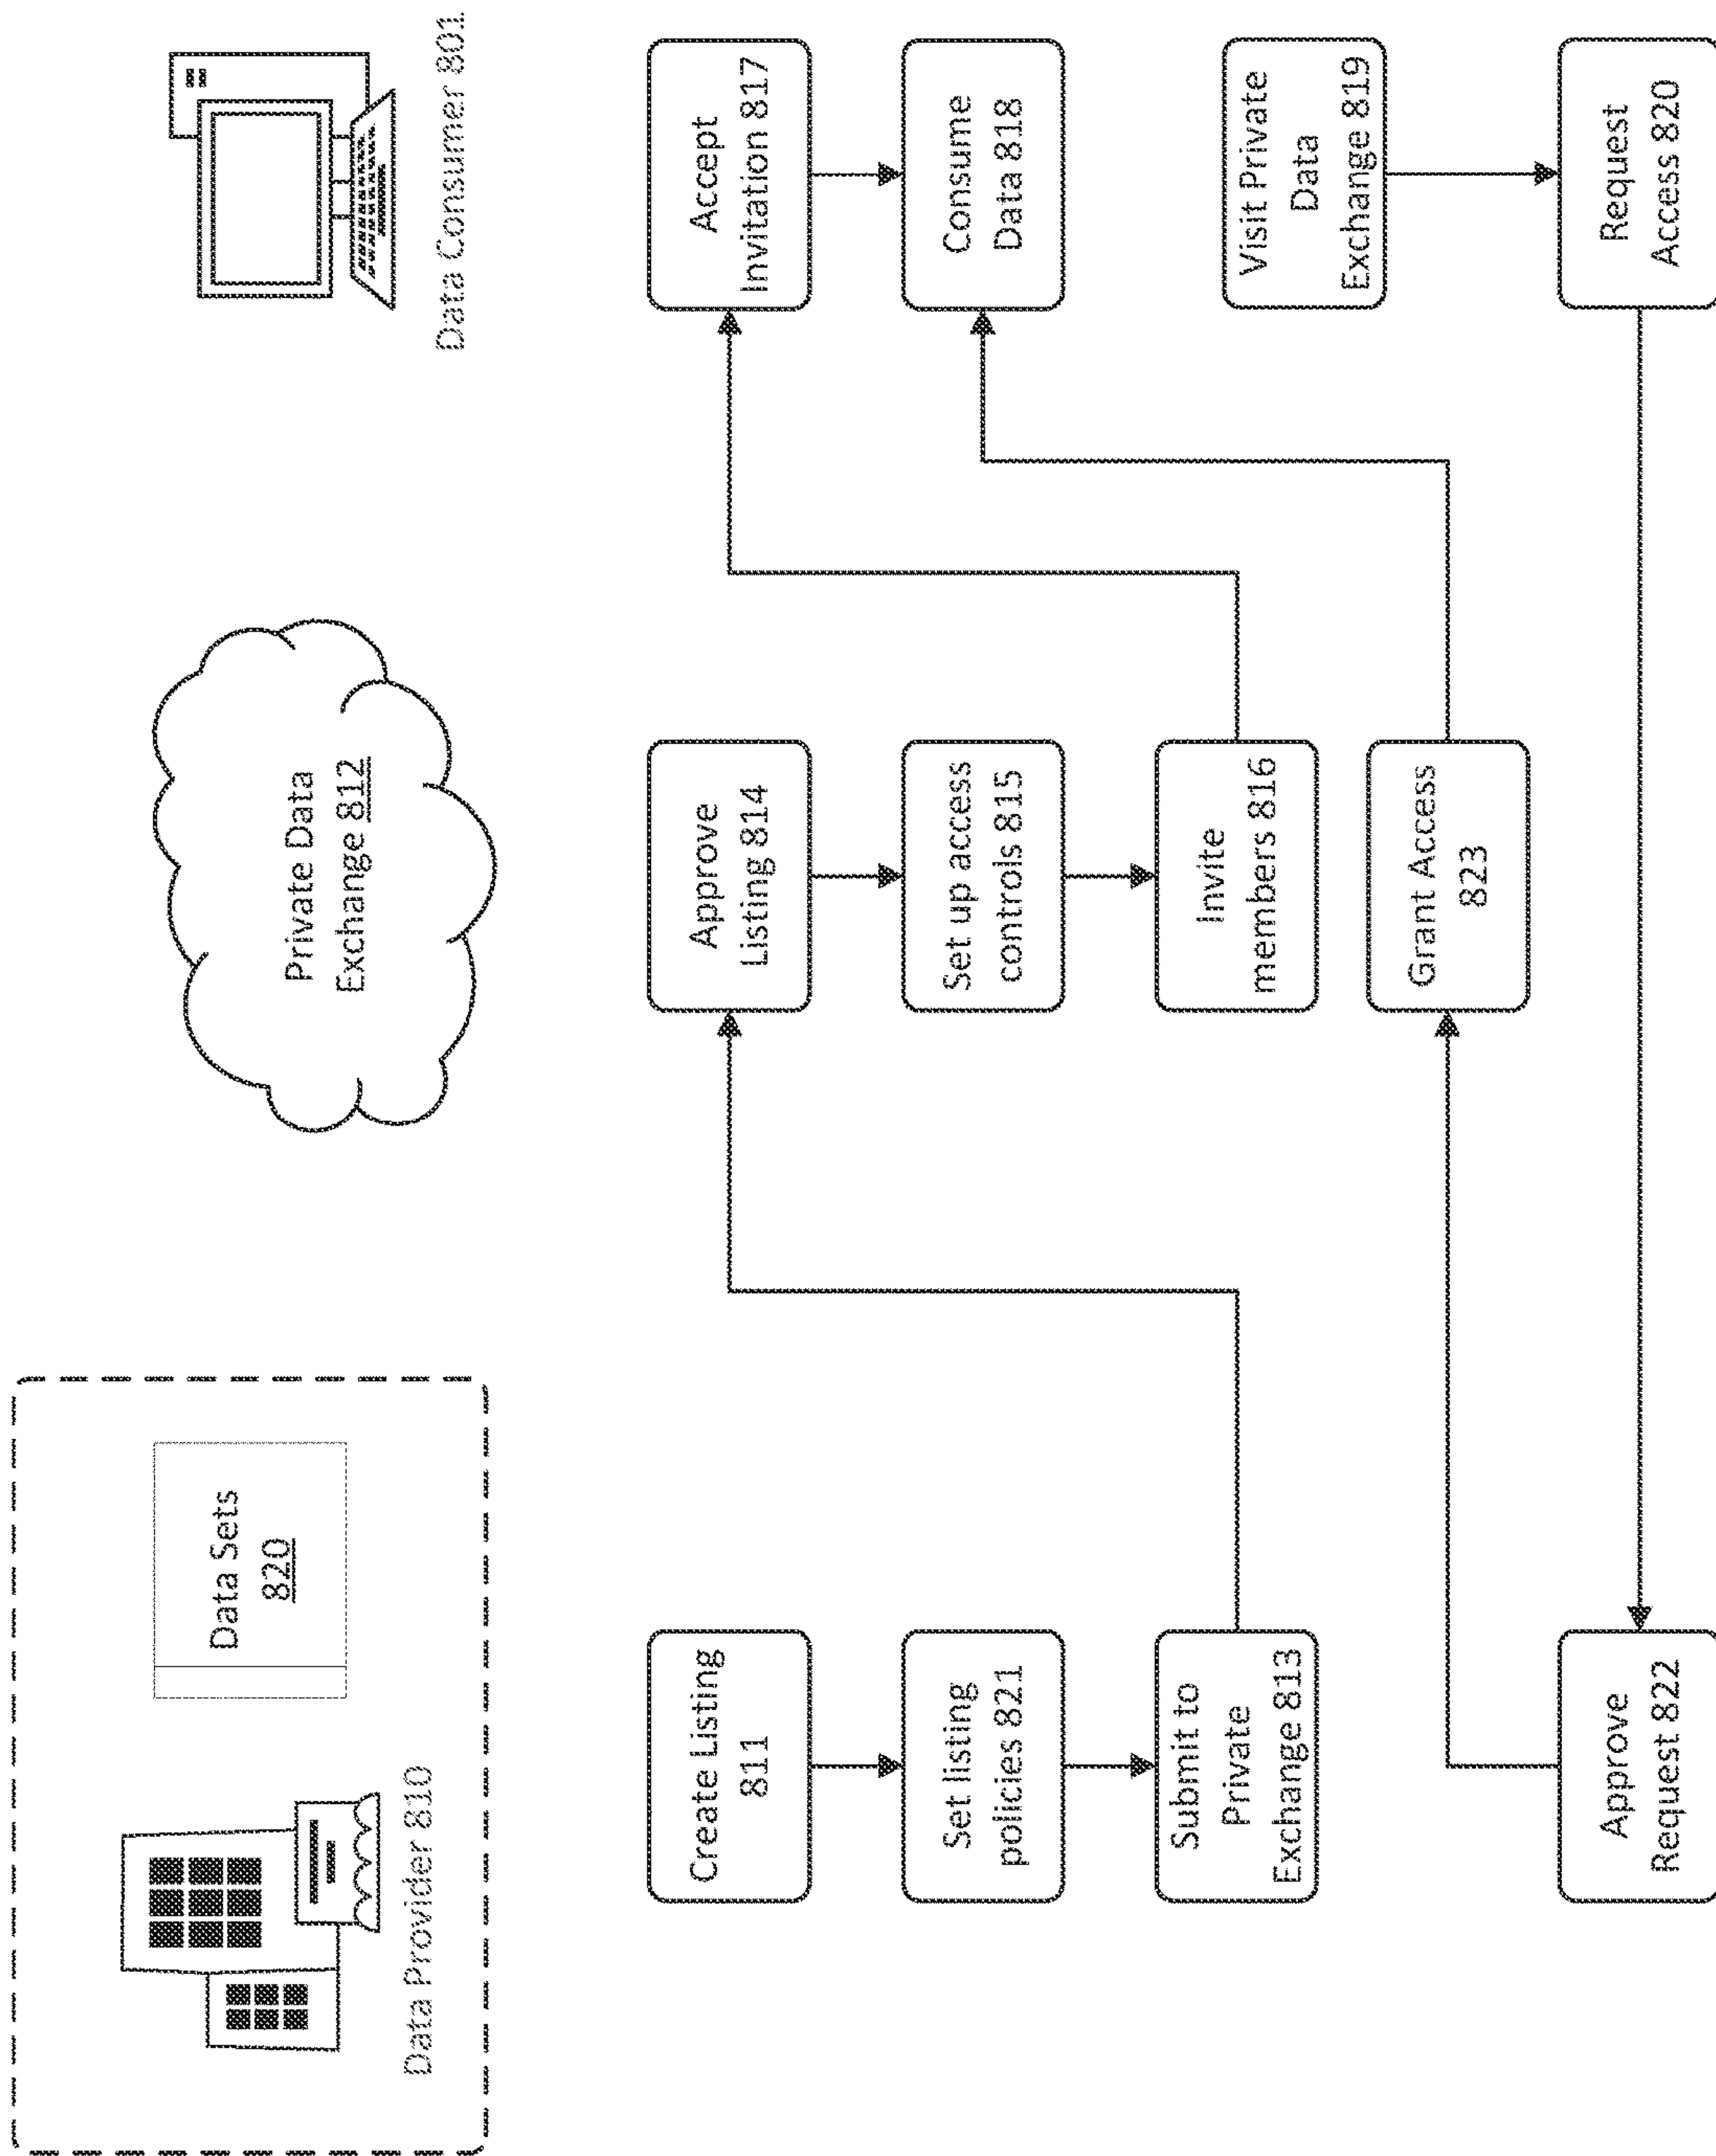 Data Sets
820
Data Provider 810
Private Data
Exchange 812
Data Consumer 801
Create Listing
811
Set listing
policies 821
Submit to
Private
Exchange 813
Approve
Request 822
Approve
Listing 814
Set up access
controls 815
Invite
members 816
Grant Access
823
Accept
Invitation 817
Consume
Data 818
Visit Private
Data
Exchange 819
Request
Access 820